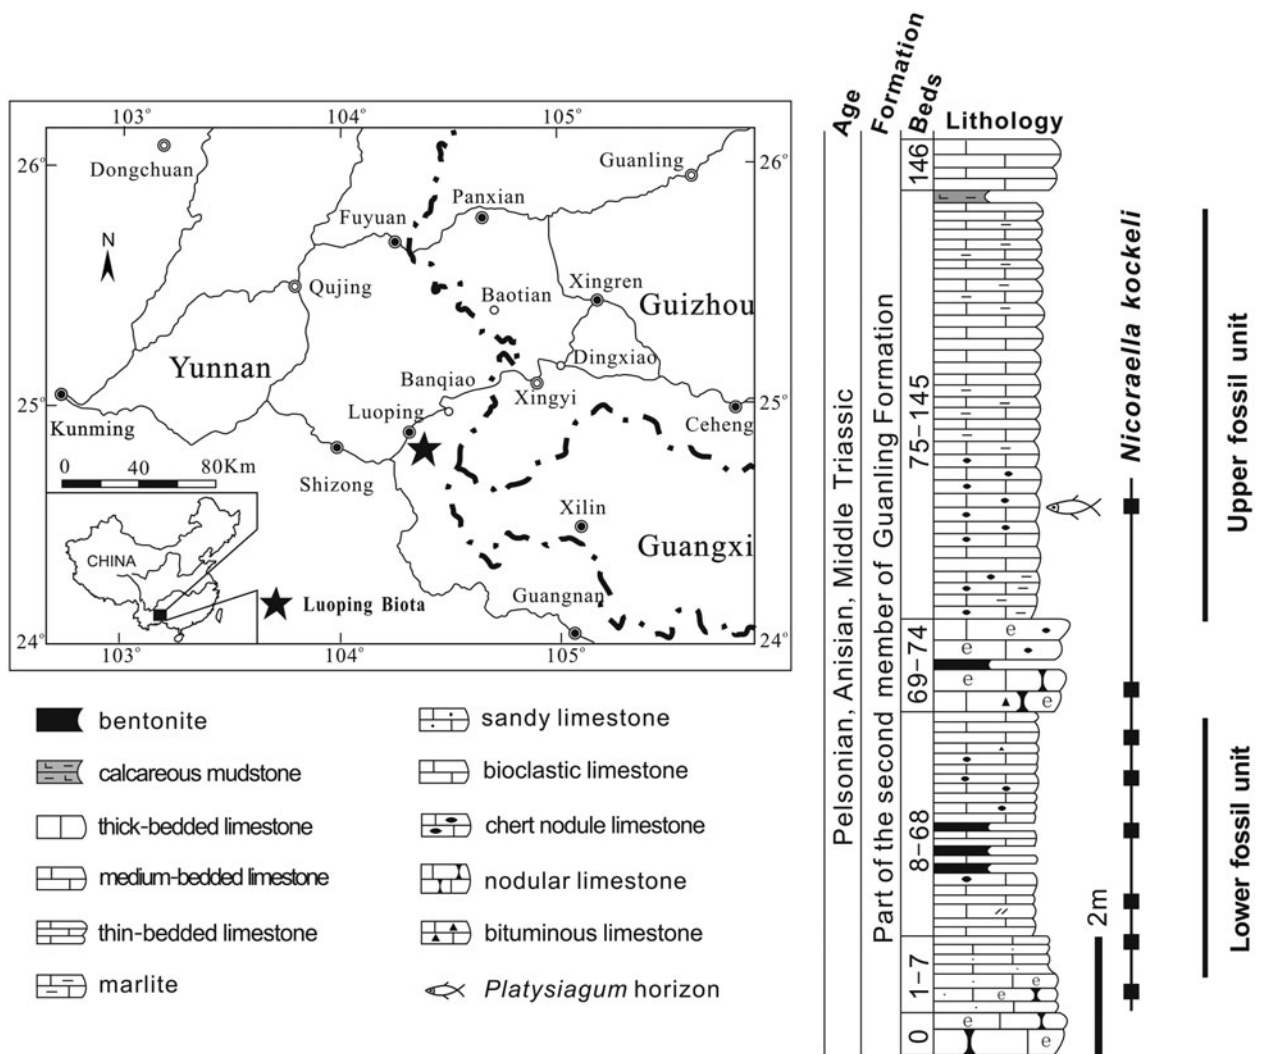 103°
104°
105°
26°
26°
Dongchuan
Guanling
Panxian
Fuyuan
N
Qujing
Baotian
Xingren
Guizhou
Yunnan
Dingxiao
Banqiao
Xingyi
25°
25°
Luoping
Kunming
Ceheng
0 40 80Km
Shizong
Xilin
CHINA
Guangxi
Luoping Biota
Guangnan
24°
24°
103°
104°
105°
bentonite
calcareous mudstone
thick-bedded limestone
medium-bedded limestone
thin-bedded limestone
marlite
sandy limestone
bioclastic limestone
chert nodule limestone
nodular limestone
bituminous limestone
Platysiagum horizon
Age
Formation
Beds
Lithology
Pelsonian, Anisian, Middle Triassic
Part of the second member of Guanling Formation
146
75-145
69-74
8-68
1-7
0
e
e
e
e
e
e
e
e
2m
Nicoraella kockeli
Upper fossil unit
Lower fossil unit